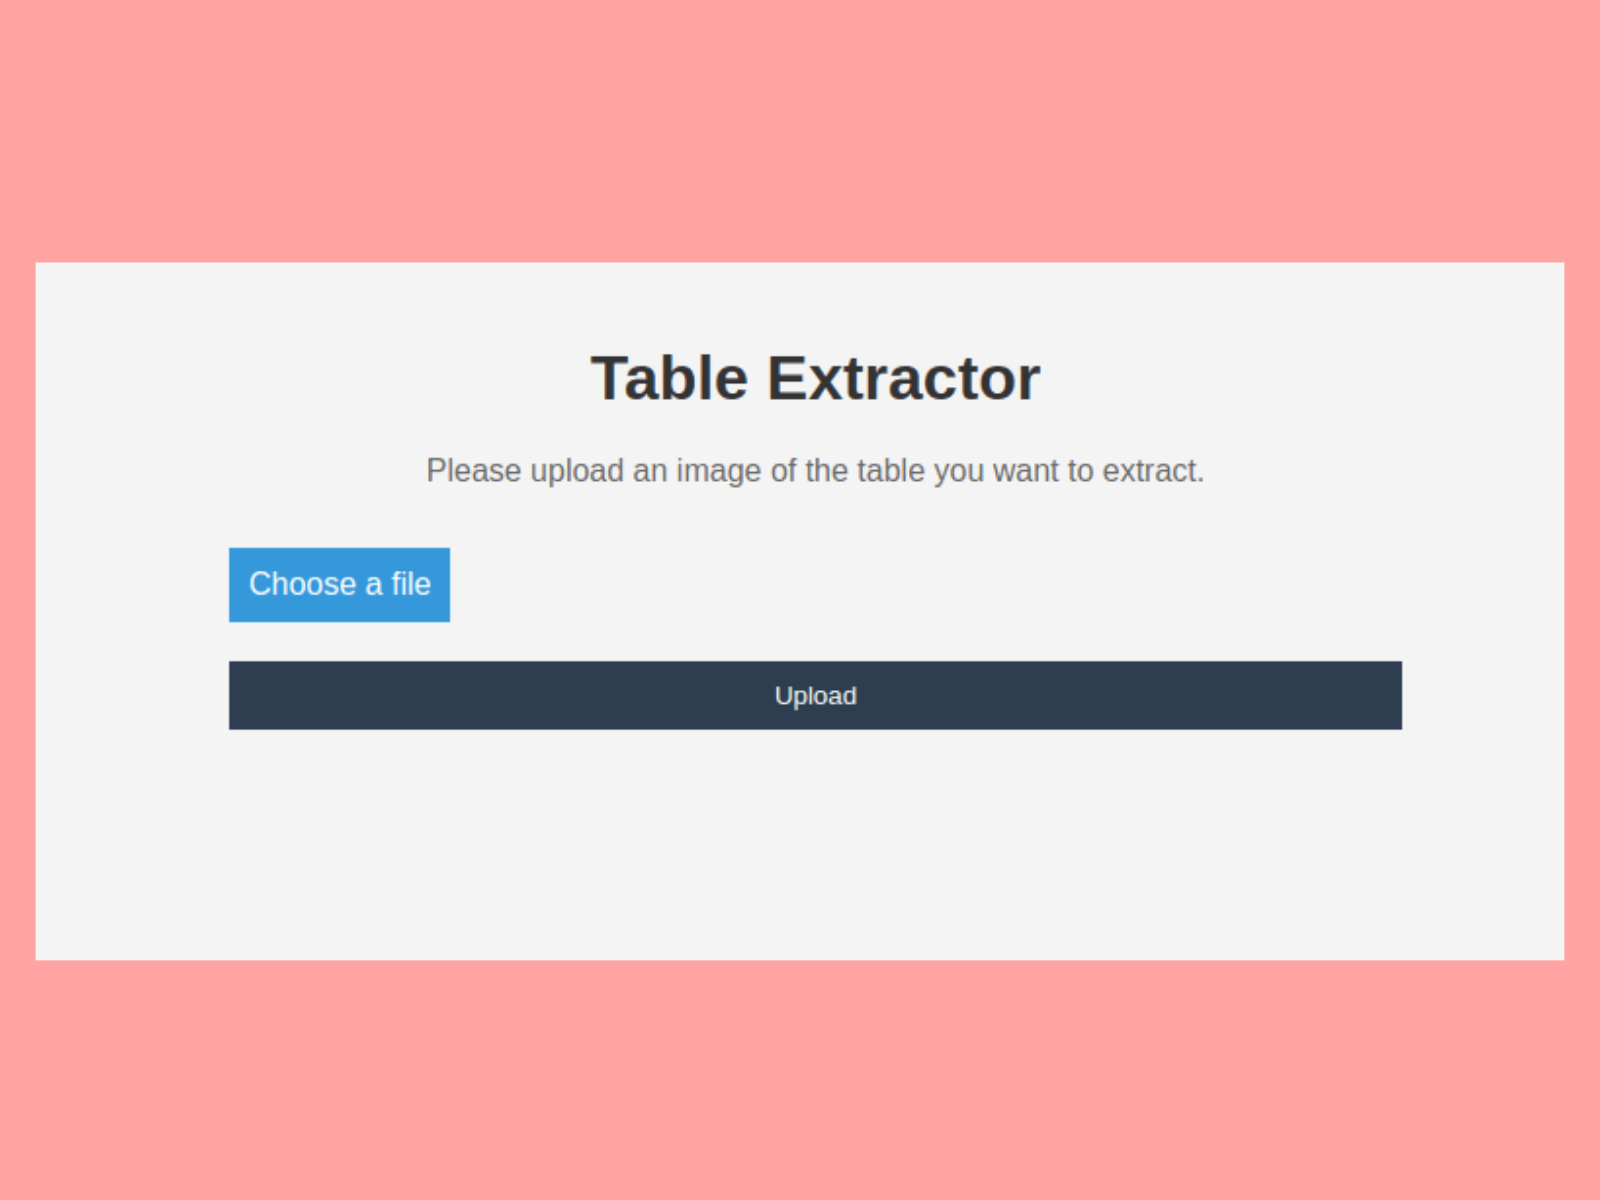 Table Extractor
Please upload an image of the table you want to extract.
Choose a file
Upload